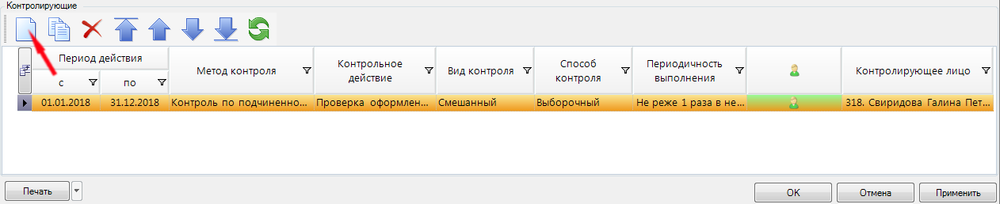 Контролирующие
Период действия
с
по
Метод контроля
Контрольное
действие
Вид контроля
Способ
контроля
Периодичность
выполнения
Контролирующее лицо
01.01.2018 31.12.2018 Контроль по подчиненно... Проверка оформлен... Смешанный Выборочный Не реже 1 раза в не... 318. Свиридова Галина Пет...
Печать
OK
Отмена
Применить